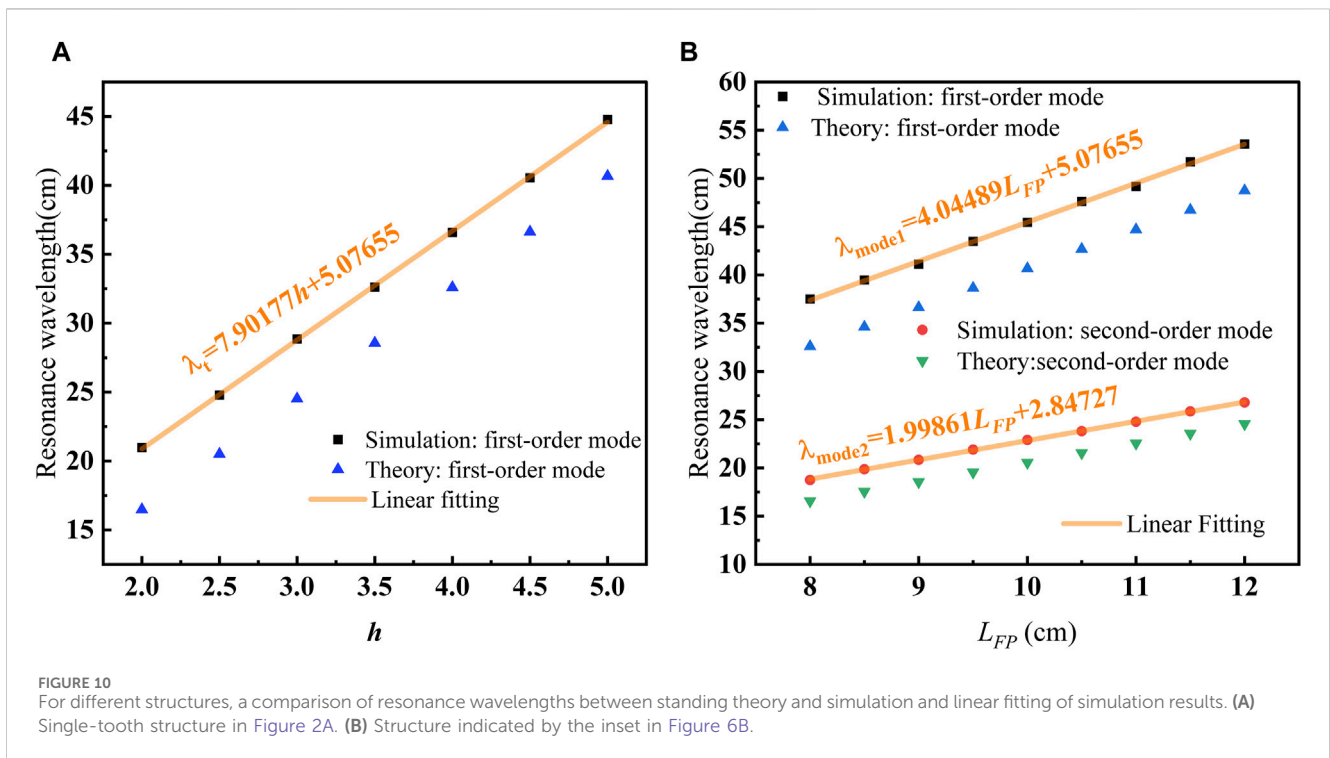 A
Resonance wavelength(cm)
45
40
35
30
25
20
15
λt=7.90177h+5.07655
Simulation: first-order mode
Theory: first-order mode
Linear fitting
2.0 2.5 3.0 3.5 4.0 4.5 5.0
h
B
Resonance wavelength(cm)
60
55
50
45
40
35
30
25
20
15
10
Simulation: first-order mode
Theory: first-order mode
λmode1=4.04489LFP+5.07655
Simulation: second-order mode
Theory:second-order mode
λmode2=1.99861LFP+2.84727
Linear Fitting
8 9 10 11 12
LFP (cm)
FIGURE 10
For different structures, a comparison of resonance wavelengths between standing theory and simulation and linear fitting of simulation results. (A)
Single-tooth structure in Figure 2A. (B) Structure indicated by the inset in Figure 6B.